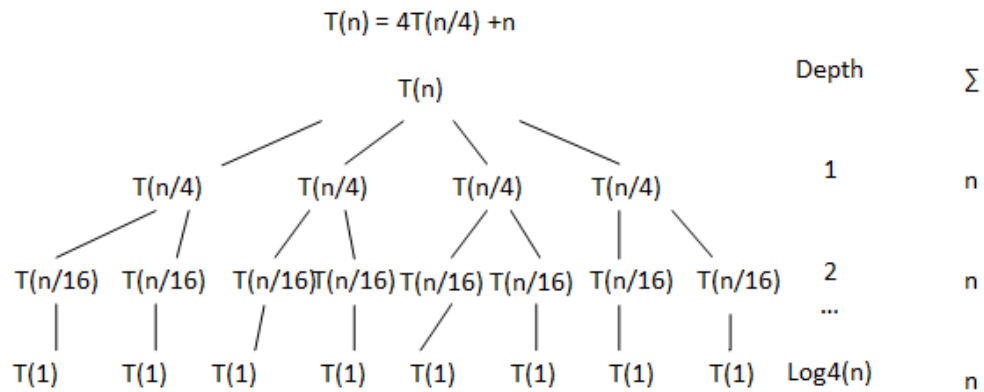 T(n) = 4T(n/4) +n
Depth
∑
T(n)
T(n/4) T(n/4) T(n/4) T(n/4) 1 n
T(n/16) T(n/16) T(n/16) T(n/16) T(n/16) T(n/16) T(n/16) T(n/16) 2 n
...
T(1) T(1) T(1) T(1) T(1) T(1) T(1) T(1) Log4(n) n